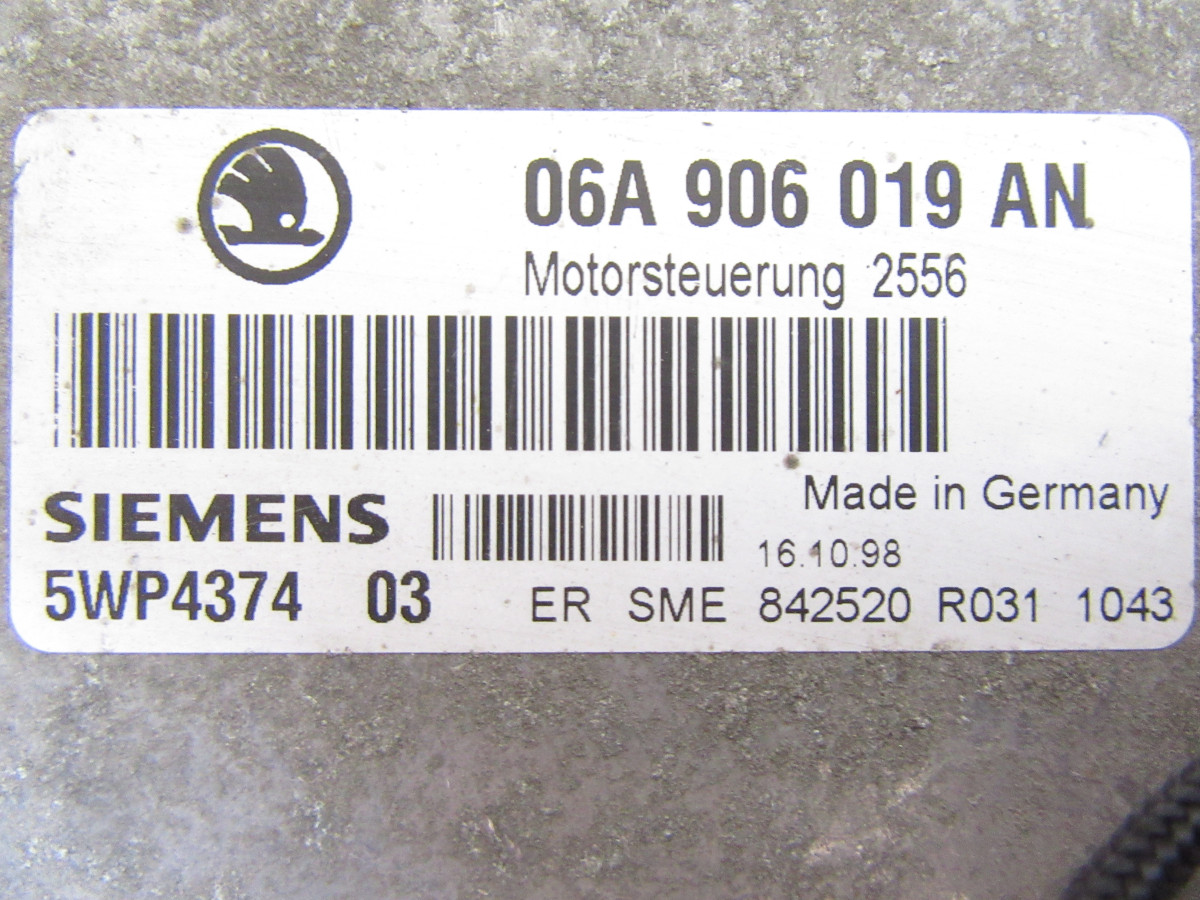 06A 906 019 AN
Motorsteuerung 2556
Made in Germany
SIEMENS
16.10.98
5WP4374 03 ER SME 842520 R031 1043